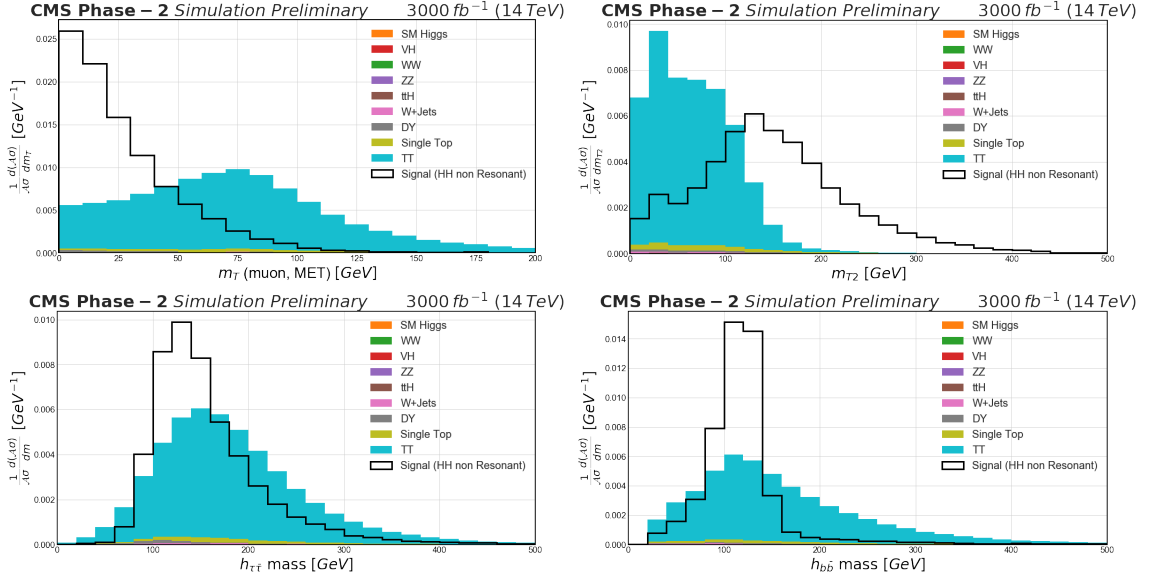 CMS Phase − 2 Simulation Preliminary 3000 fb⁻¹ (14 TeV)
0.025
0.020
0.015
0.010
0.005
0.000
1/𝒜σ d(𝒜σ)/dm_T [GeV⁻¹]
SM Higgs
VH
WW
ZZ
ttH
W+Jets
DY
Single Top
TT
Signal (HH non Resonant)
0 25 50 75 100 125 150 175 200
m_T (muon, MET) [GeV]
CMS Phase − 2 Simulation Preliminary 3000 fb⁻¹ (14 TeV)
0.010
0.008
0.006
0.004
0.002
0.000
1/𝒜σ d(𝒜σ)/dm_T2 [GeV⁻¹]
SM Higgs
WW
VH
ZZ
ttH
W+Jets
DY
Single Top
TT
Signal (HH non Resonant)
0 100 200 300 400 500
m_T2 [GeV]
CMS Phase − 2 Simulation Preliminary 3000 fb⁻¹ (14 TeV)
0.010
0.008
0.006
0.004
0.002
0.000
1/𝒜σ d(𝒜σ)/dm [GeV⁻¹]
SM Higgs
WW
VH
ZZ
ttH
W+Jets
DY
Single Top
TT
Signal (HH non Resonant)
0 100 200 300 400 500
h_ττ̄ mass [GeV]
CMS Phase − 2 Simulation Preliminary 3000 fb⁻¹ (14 TeV)
0.014
0.012
0.010
0.008
0.006
0.004
0.002
0.000
1/𝒜σ d(𝒜σ)/dm [GeV⁻¹]
SM Higgs
WW
VH
ZZ
ttH
W+Jets
DY
Single Top
TT
Signal (HH non Resonant)
0 100 200 300 400 500
h_bb̄ mass [GeV]